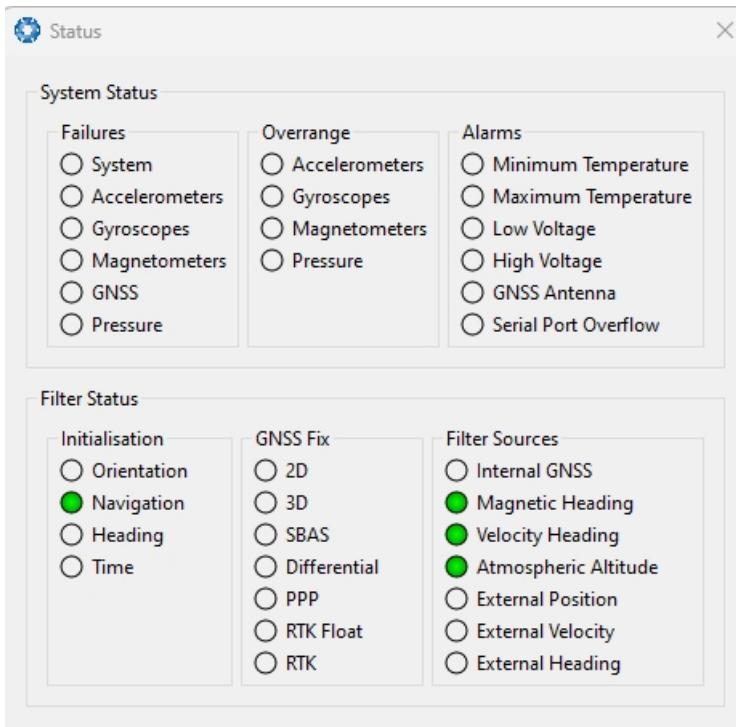 Status
System Status
Failures
System
Accelerometers
Gyroscopes
Magnetometers
GNSS
Pressure
Overrange
Accelerometers
Gyroscopes
Magnetometers
Pressure
Alarms
Minimum Temperature
Maximum Temperature
Low Voltage
High Voltage
GNSS Antenna
Serial Port Overflow
Filter Status
Initialisation
Orientation
Navigation
Heading
Time
GNSS Fix
2D
3D
SBAS
Differential
PPP
RTK Float
RTK
Filter Sources
Internal GNSS
Magnetic Heading
Velocity Heading
Atmospheric Altitude
External Position
External Velocity
External Heading